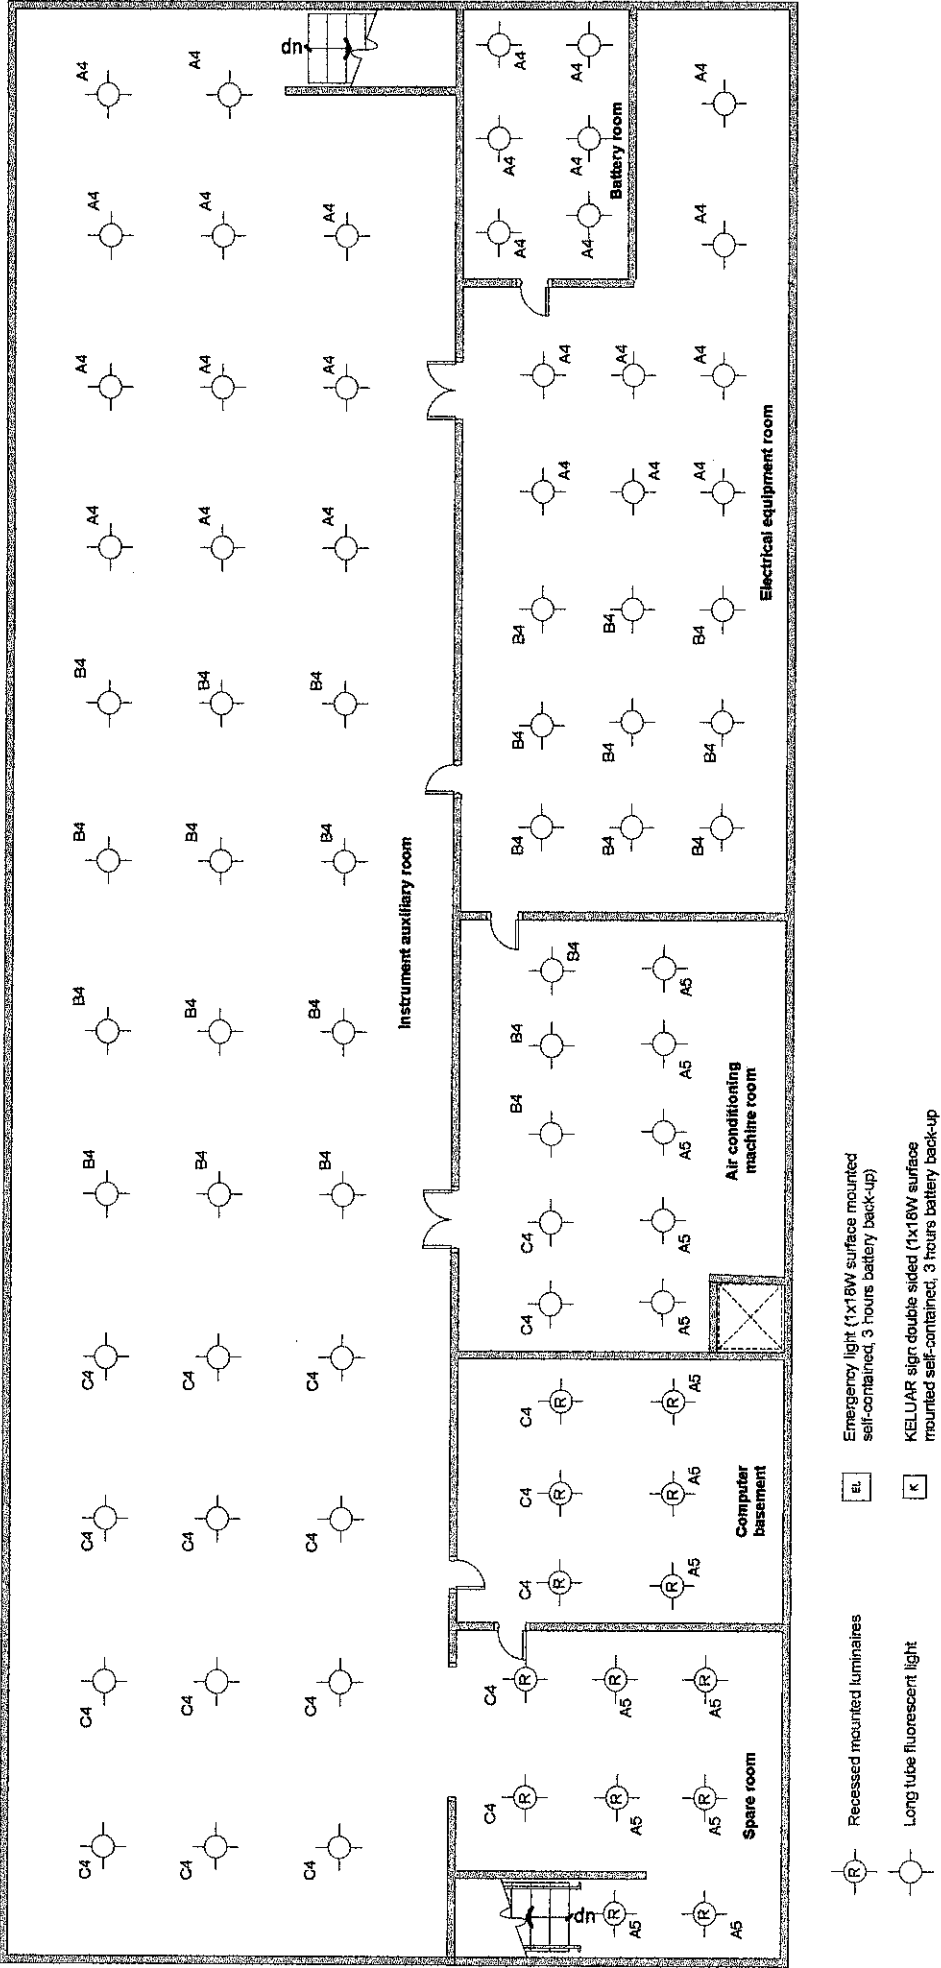 C4 C4 C4 C4 B4 B4 B4 B4 A4 A4 A4 A4
C4 C4 C4 C4 B4 B4 B4 B4 A4 A4 A4 A4
up
C4 C4 C4 C4 B4 B4 B4 B4 A4 A4 A4
Instrument auxiliary room
C4 C4
R R
up
R R R
A5 A5 A5
R R R
A5 A5 A5
Spare room
C4 C4 C4
R R R
R R R
A5 A5 A5
Computer
basement
C4 C4 B4 B4 B4
A5 A5 A5 A5 A5
Air conditioning
machine room
B4 B4 B4 A4 A4
B4 B4 B4 A4 A4
B4 B4 B4 A4 A4 A4 A4
Electrical equipment room
A4 A4 A4
A4 A4 A4
Battery room
R Recessed mounted luminaires
Long tube fluorescent light
EL Emergency light (1x18W surface mounted
self-contained, 3 hours battery back-up)
K KELUAR sign double sided (1x18W surface
mounted self-contained, 3 hours battery back-up